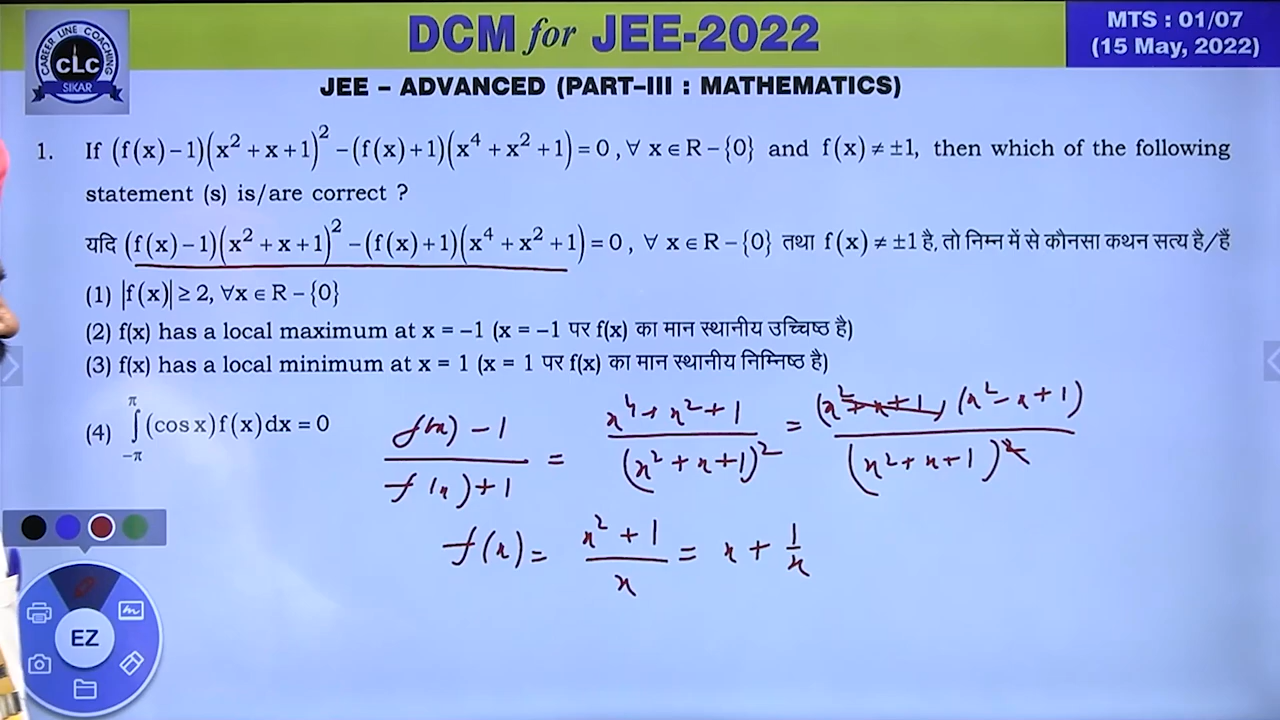 DCM for JEE-2022
MTS : 01/07
(15 May, 2022)
CAREER LINE COACHING
CLC
SIKAR
JEE – ADVANCED (PART–III : MATHEMATICS)
1. If (f(x)−1)(x²+x+1)²−(f(x)+1)(x⁴+x²+1)=0, ∀ x∈R−{0} and f(x)≠±1, then which of the following
statement (s) is/are correct ?
यदि (f(x)−1)(x²+x+1)²−(f(x)+1)(x⁴+x²+1)=0, ∀ x∈R−{0} तथा f(x)≠±1 है, तो निम्न में से कौनसा कथन सत्य है/हैं
(1) |f(x)|≥2, ∀x∈R−{0}
(2) f(x) has a local maximum at x = −1 (x = −1 पर f(x) का मान स्थानीय उच्चिष्ठ है)
(3) f(x) has a local minimum at x = 1 (x = 1 पर f(x) का मान स्थानीय निम्निष्ठ है)
(4) ∫_{−π}^{π}(cos x)f(x)dx = 0
(f(x)−1)/(f(x)+1) = (x⁴+x²+1)/(x²+x+1)² = (x²+x+1)(x²−x+1)/(x²+x+1)²
f(x) = (x²+1)/x = x + 1/x
EZ